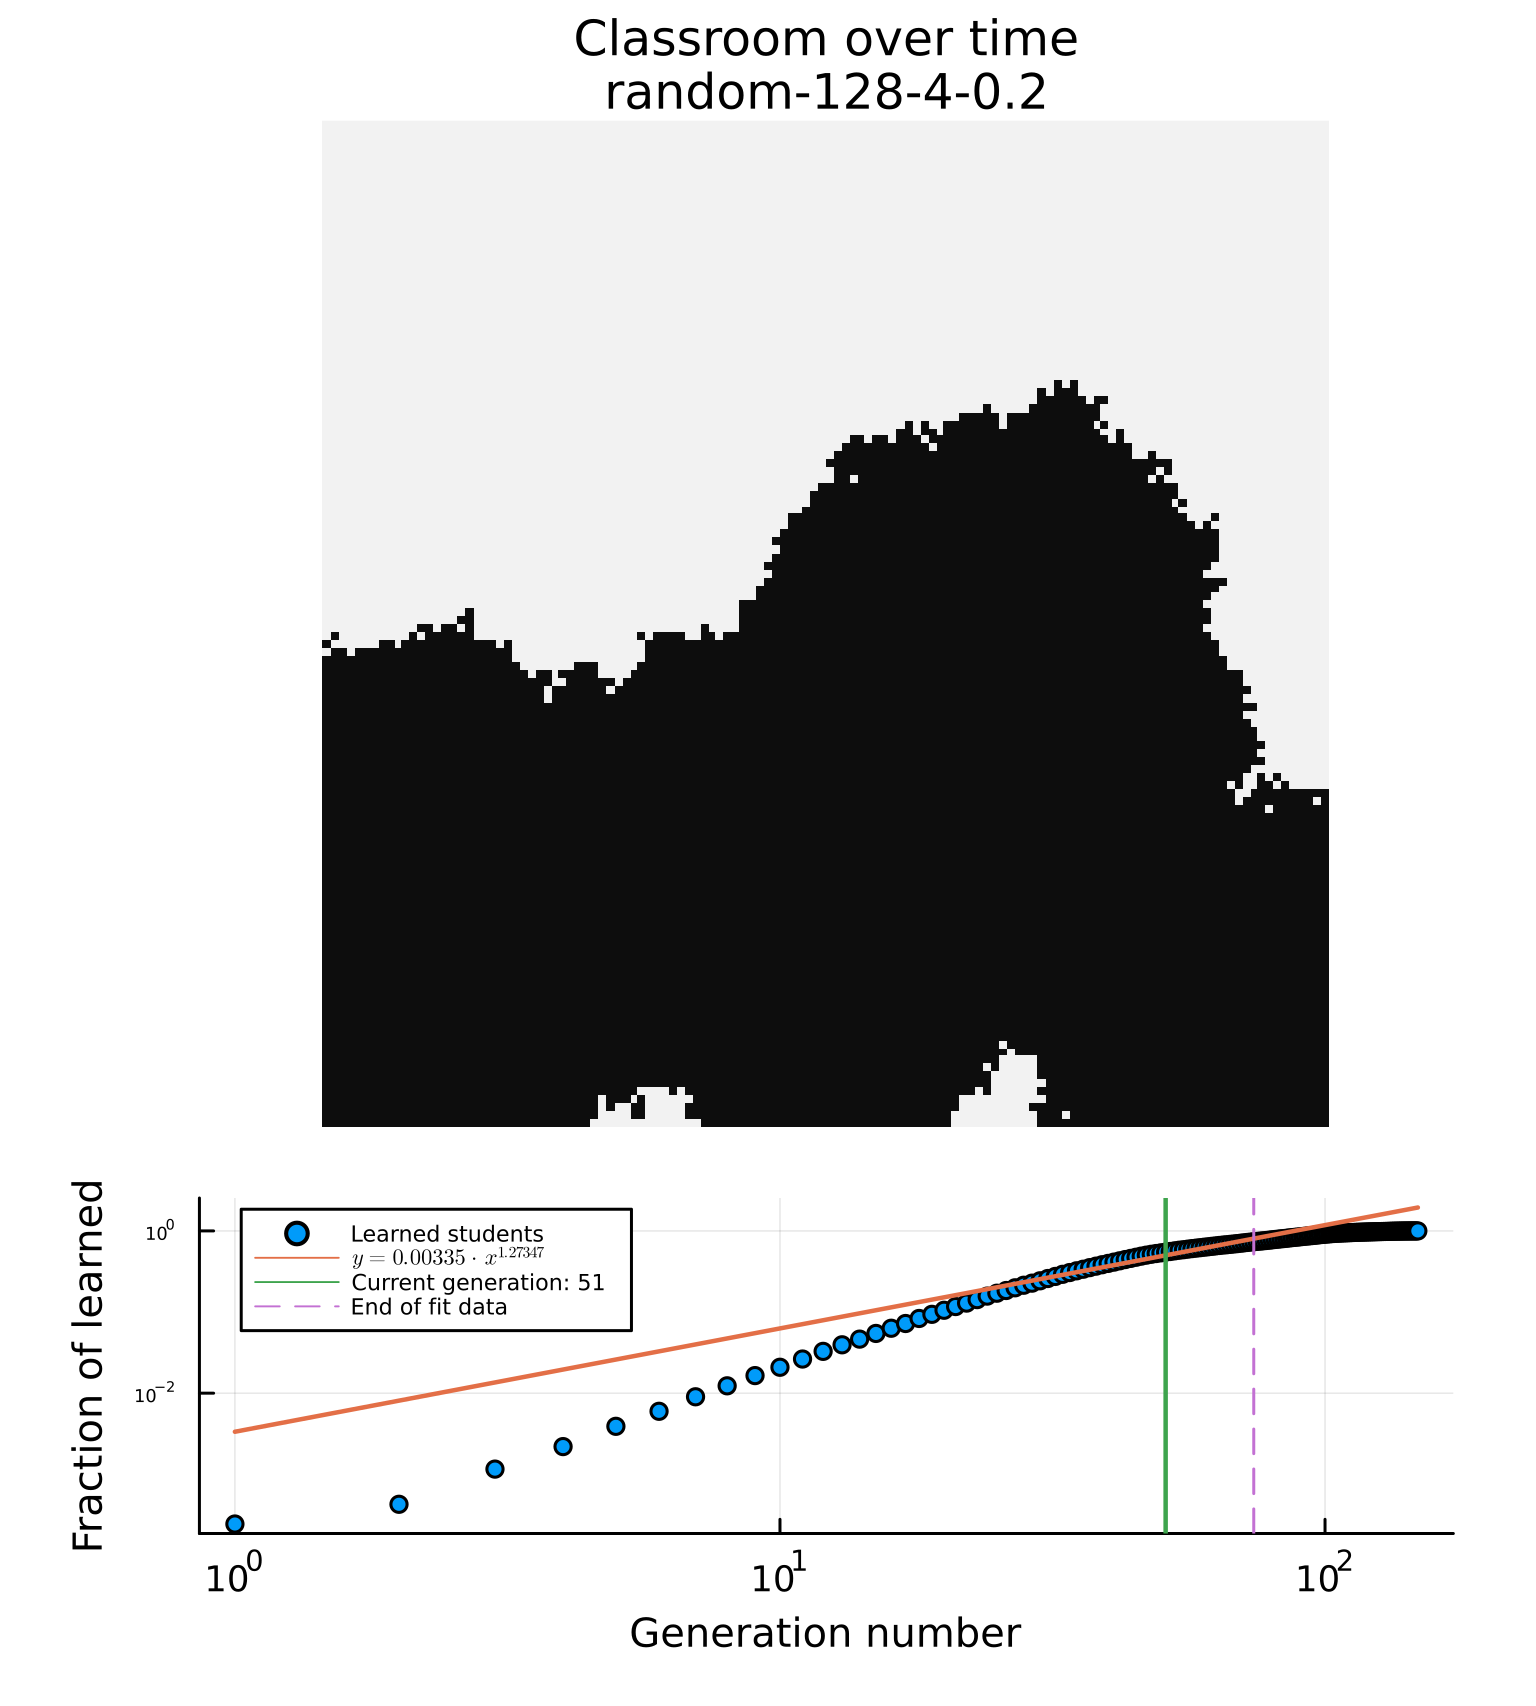 Classroom over time
random-128-4-0.2
Fraction of learned
10^0
10^−2
Learned students
y = 0.00335 · x^1.27347
Current generation: 51
End of fit data
10^0 10^1 10^2
Generation number